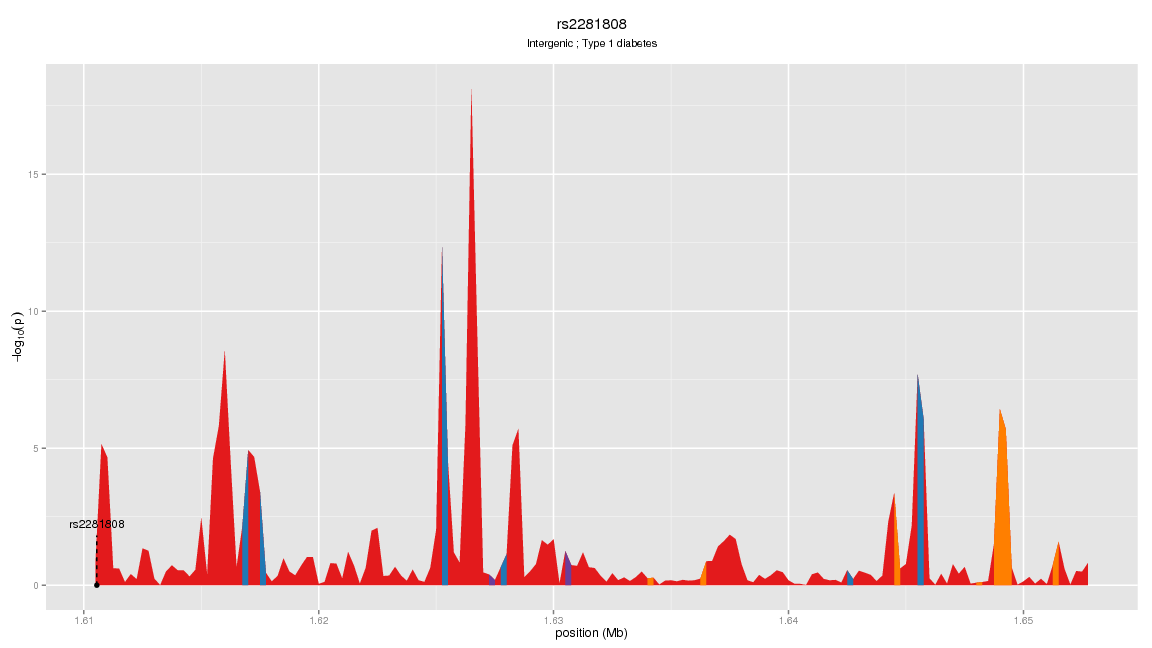 rs2281808
Intergenic ; Type 1 diabetes
15
10
5
0
-log10(p)
rs2281808
1.61
1.62
1.63
1.64
1.65
position (Mb)